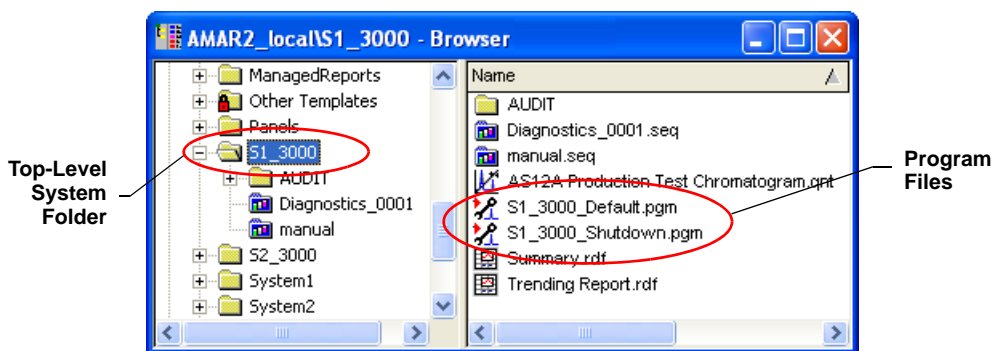 AMAR2_local\S1_3000 - Browser
ManagedReports
Other Templates
Panels
S1_3000
AUDIT
Diagnostics_0001
manual
S2_3000
System1
System2
Name
AUDIT
Diagnostics_0001.seq
manual.seq
AS12A Production Test Chromatogram.qnt
S1_3000_Default.pgm
S1_3000_Shutdown.pgm
Summary.rdf
Trending Report.rdf
Top-Level
System
Folder
Program
Files